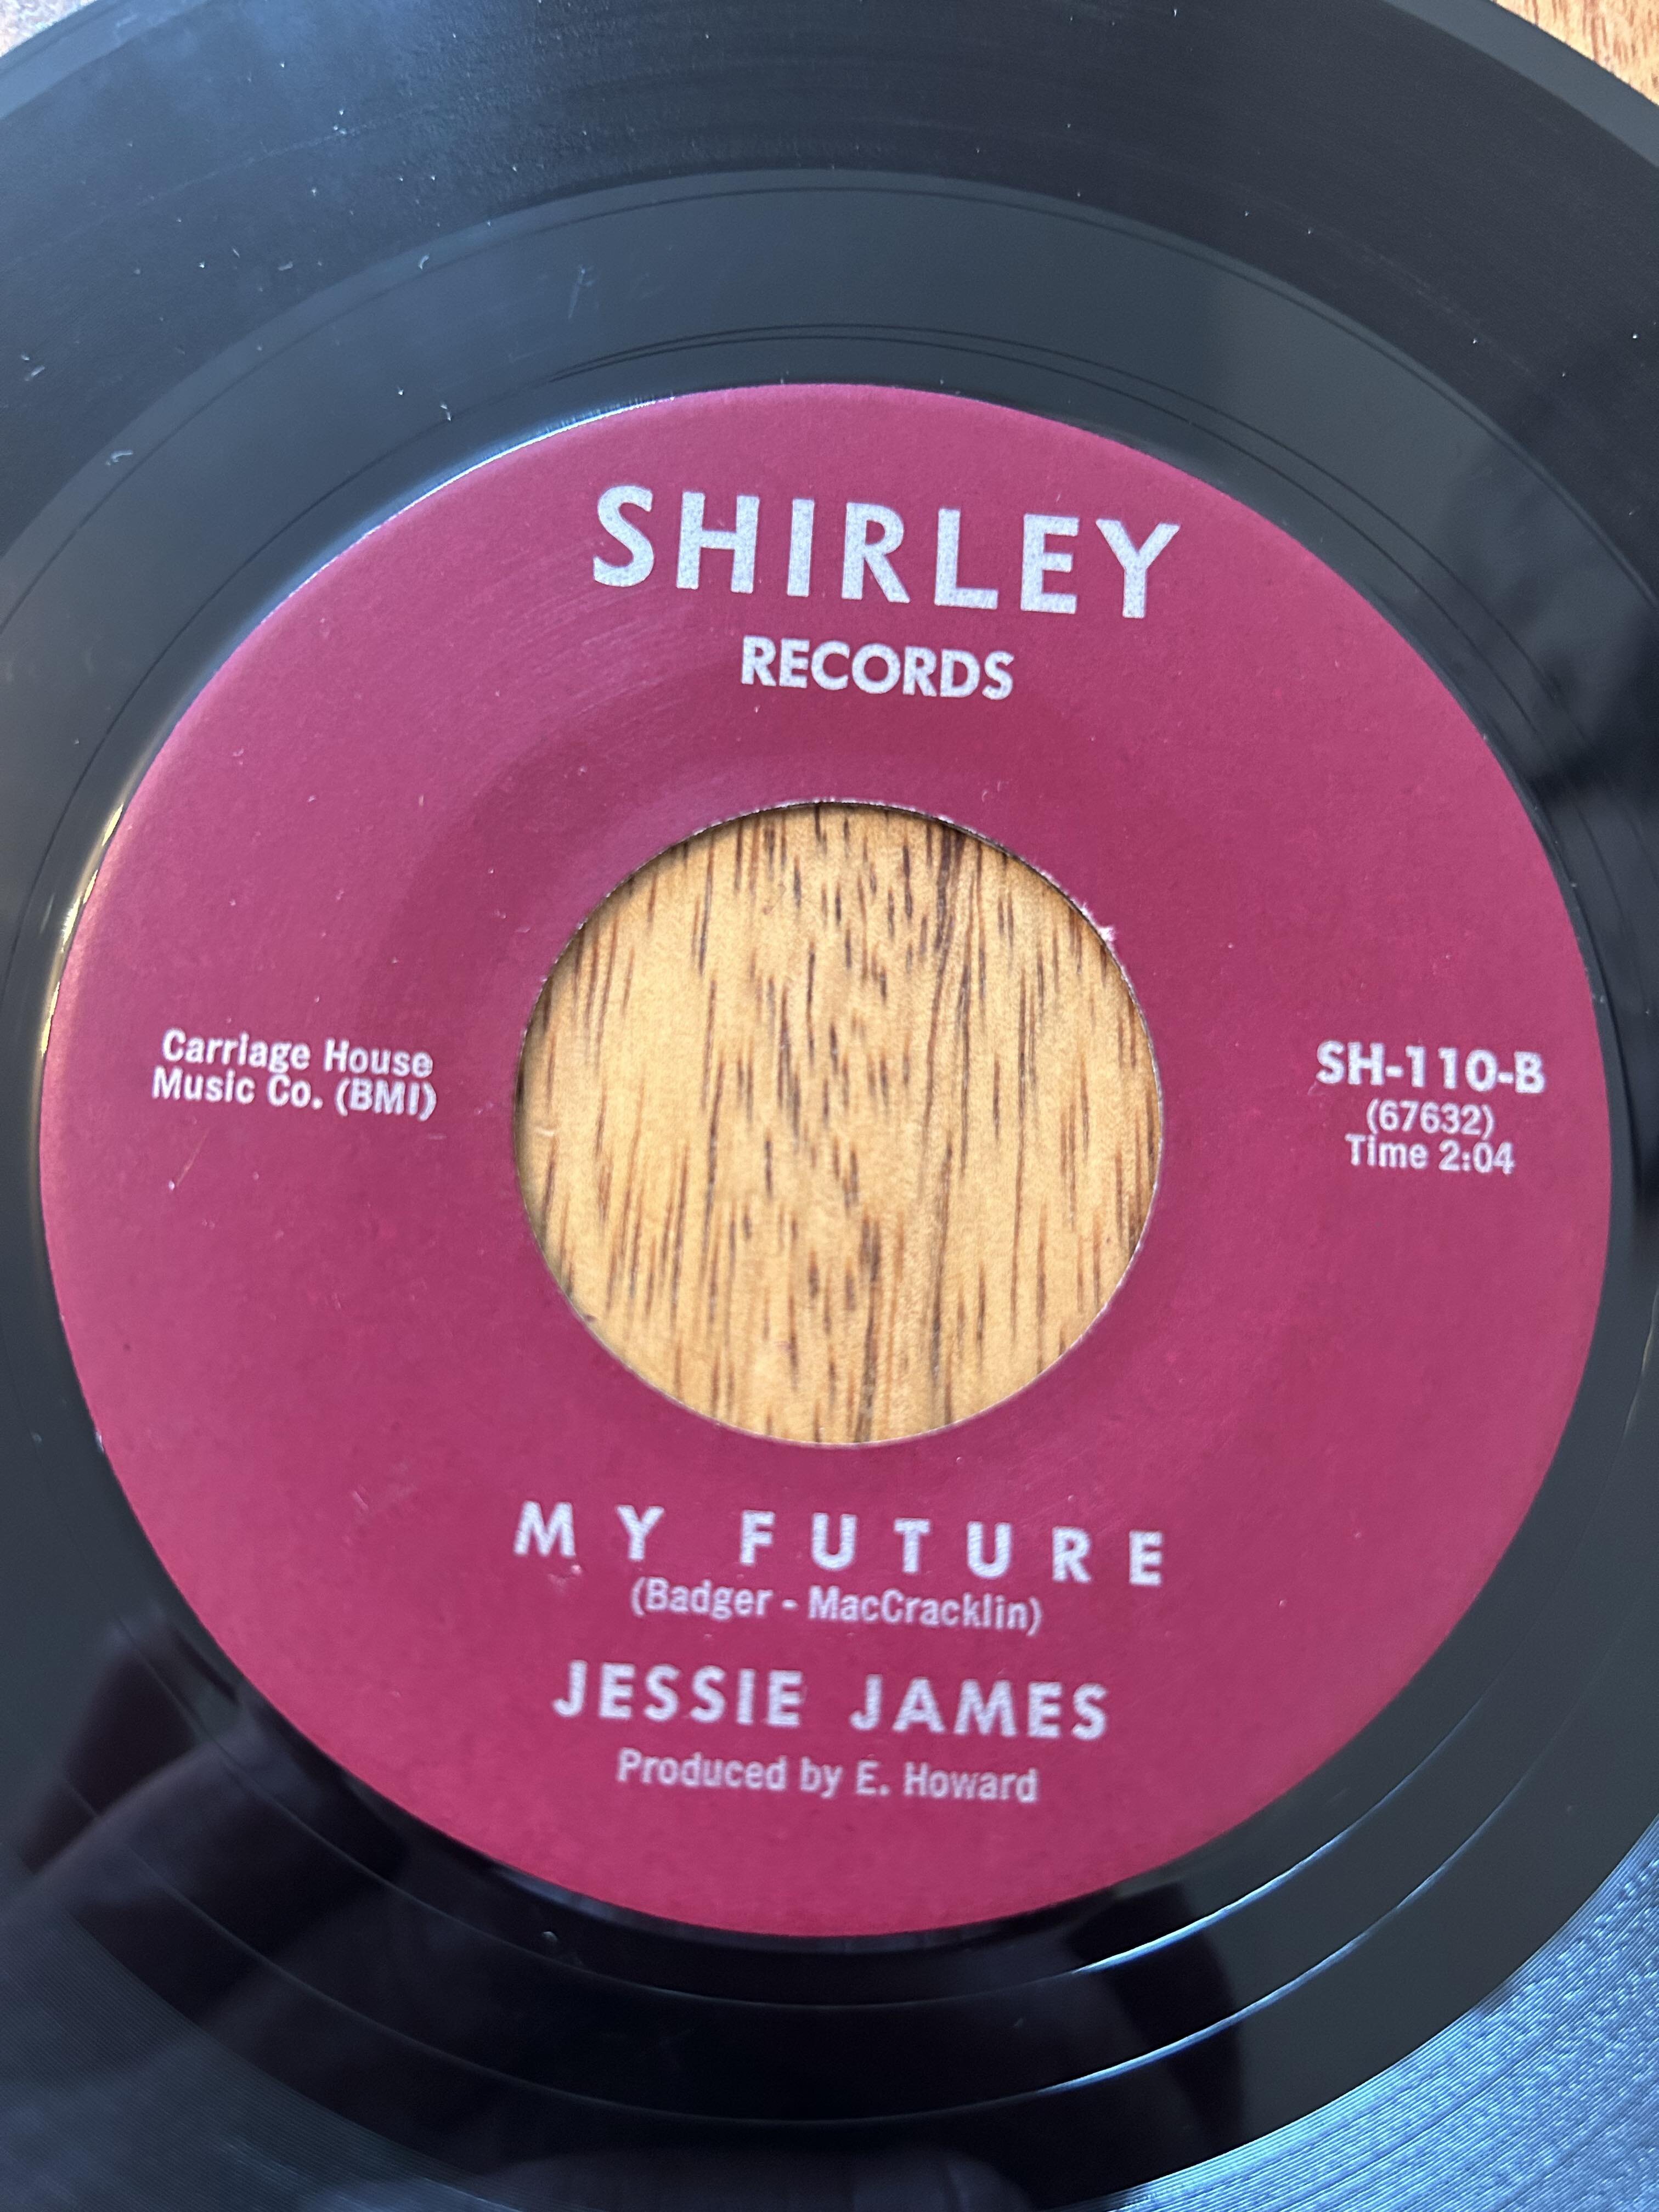 SHIRLEY
RECORDS
Carriage House
Music Co. (BMI)
SH-110-B
(67632)
Time 2:04
MY FUTURE
(Badger - MacCracklin)
JESSIE JAMES
Produced by E. Howard